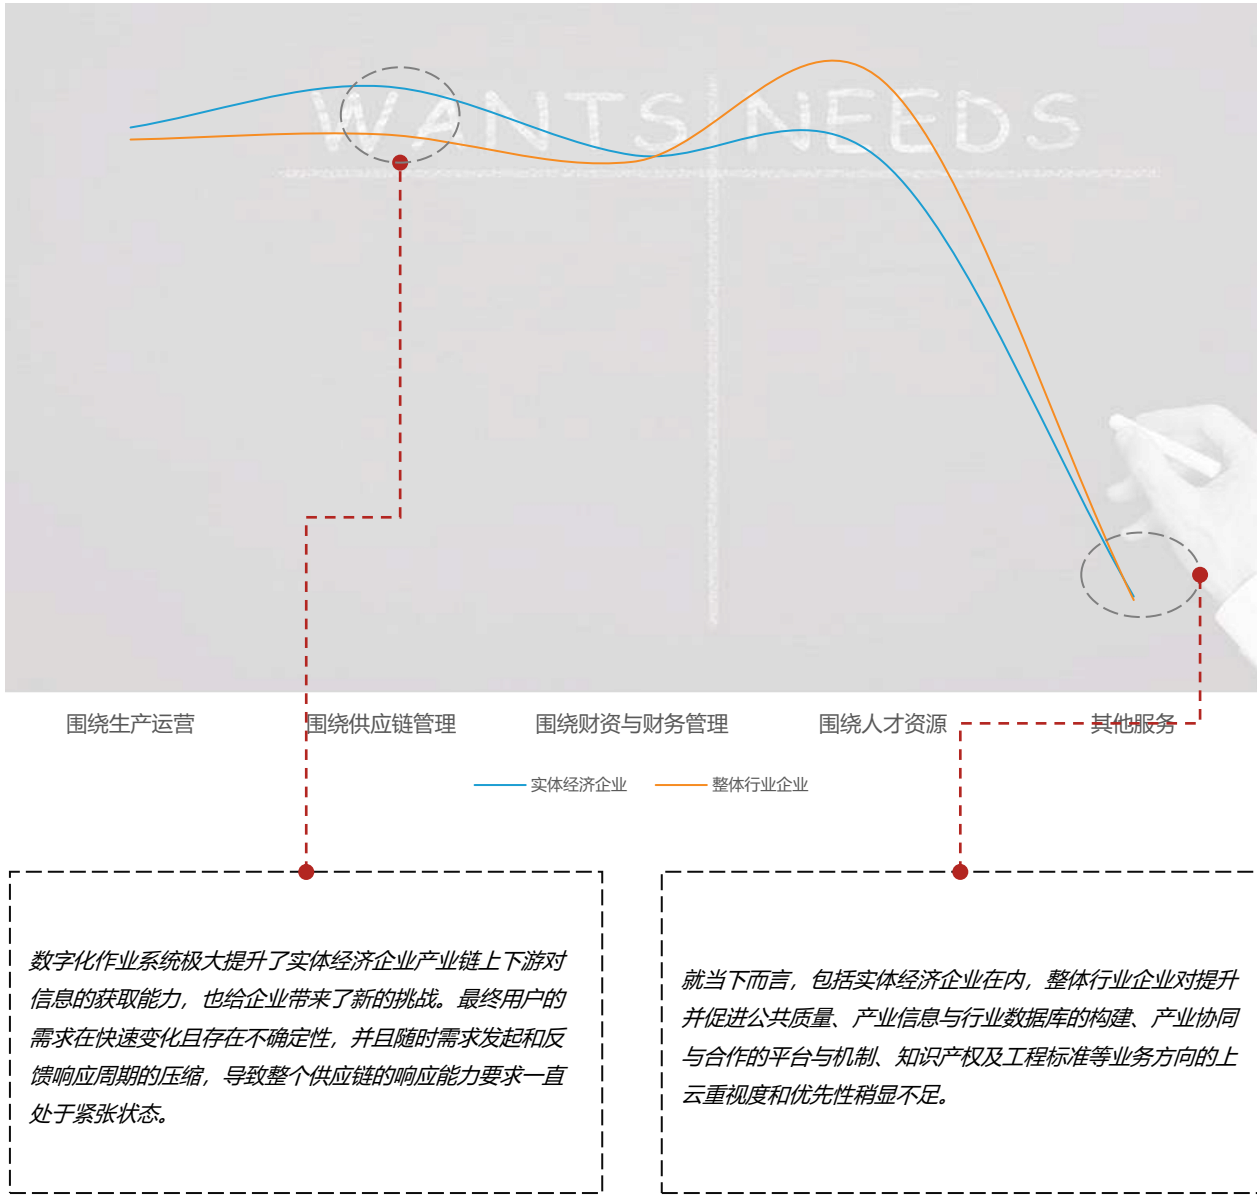 WANTS NEEDS
围绕生产运营
围绕供应链管理
围绕财资与财务管理
围绕人才资源
其他服务
实体经济企业
整体行业企业
数字化作业系统极大提升了实体经济企业产业链上下游对
信息的获取能力，也给企业带来了新的挑战。最终用户的
需求在快速变化且存在不确定性，并且随时需求发起和反
馈响应周期的压缩，导致整个供应链的响应能力要求一直
处于紧张状态。
就当下而言，包括实体经济企业在内，整体行业企业对提升
并促进公共质量、产业信息与行业数据库的构建、产业协同
与合作的平台与机制、知识产权及工程标准等业务方向的上
云重视度和优先性稍显不足。